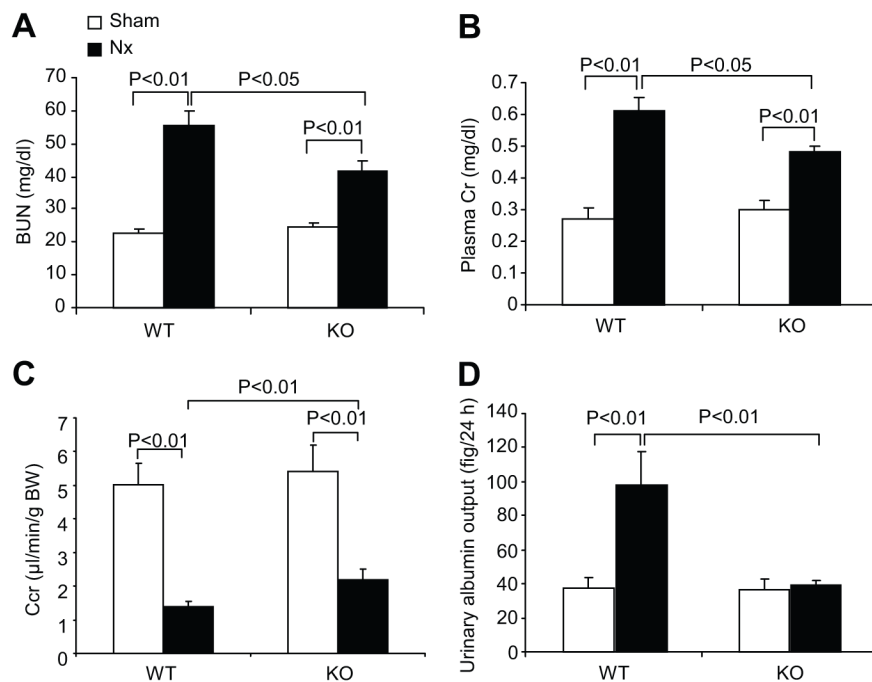 A
Sham
Nx
BUN (mg/dl)
70
60
50
40
30
20
10
0
P<0.01
P<0.05
P<0.01
WT
KO
B
Plasma Cr (mg/dl)
0.7
0.6
0.5
0.4
0.3
0.2
0.1
0
P<0.01
P<0.05
P<0.01
WT
KO
C
Ccr (µl/min/g BW)
7
6
5
4
3
2
1
0
P<0.01
P<0.01
P<0.01
WT
KO
D
Urinary albumin output (fig/24 h)
140
120
100
80
60
40
20
0
P<0.01
P<0.01
WT
KO